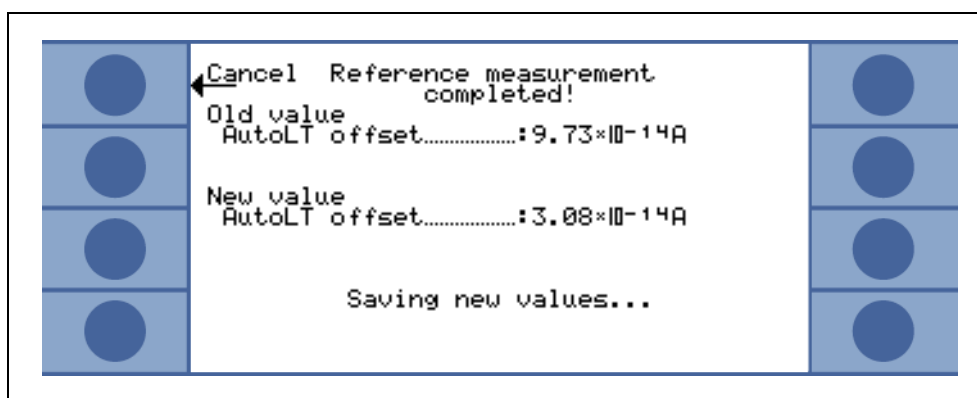 Cancel Reference measurement
completed!
Old value
AutoLT offset................:9.73×10-14A
New value
AutoLT offset................:3.08×10-14A
Saving new values...